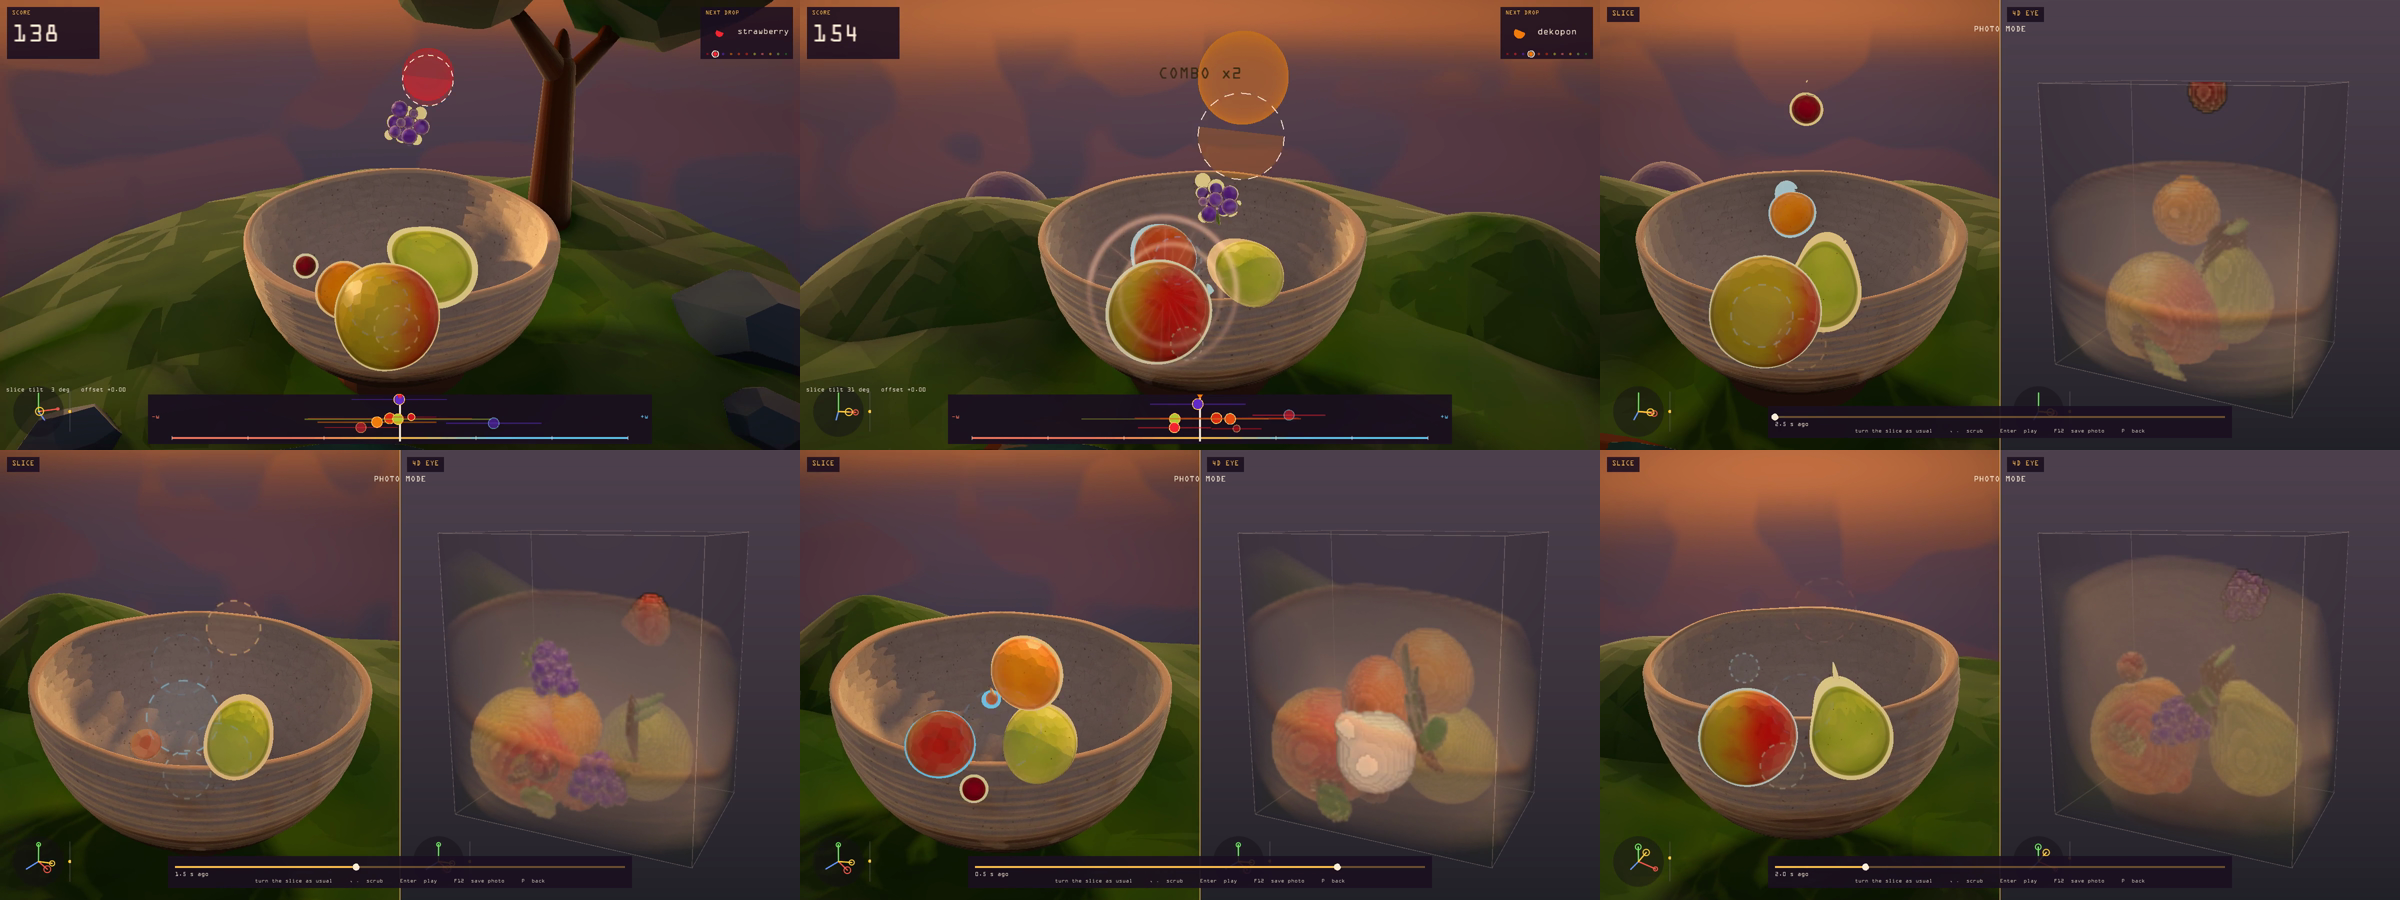 SCORE
138
NEXT DROP
strawberry
slice tilt 3 deg offset +0.00
-w
+w
SCORE
154
NEXT DROP
dekopon
COMBO x2
slice tilt 31 deg offset +0.00
-w
+w
SLICE
4D EYE
PHOTO MODE
2.5 s ago
turn the slice as usual scrub Enter play F12 save photo P back
SLICE
4D EYE
PHOTO MODE
1.5 s ago
turn the slice as usual scrub Enter play F12 save photo P back
SLICE
4D EYE
PHOTO MODE
0.5 s ago
turn the slice as usual scrub Enter play F12 save photo P back
SLICE
4D EYE
PHOTO MODE
2.0 s ago
turn the slice as usual scrub Enter play F12 save photo P back